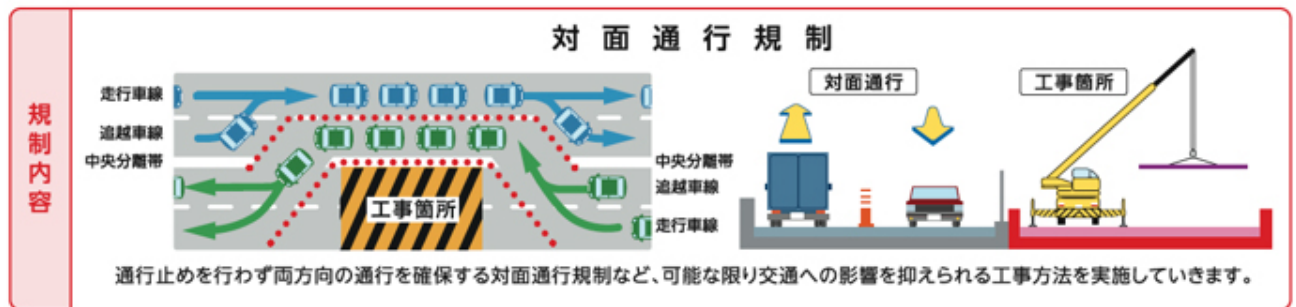 規制内容
対面通行規制
走行車線
追越車線
中央分離帯
工事箇所
中央分離帯
追越車線
走行車線
対面通行
工事箇所
通行止めを行わず両方向の通行を確保する対面通行規制など、可能な限り交通への影響を抑えられる工事方法を実施していきます。